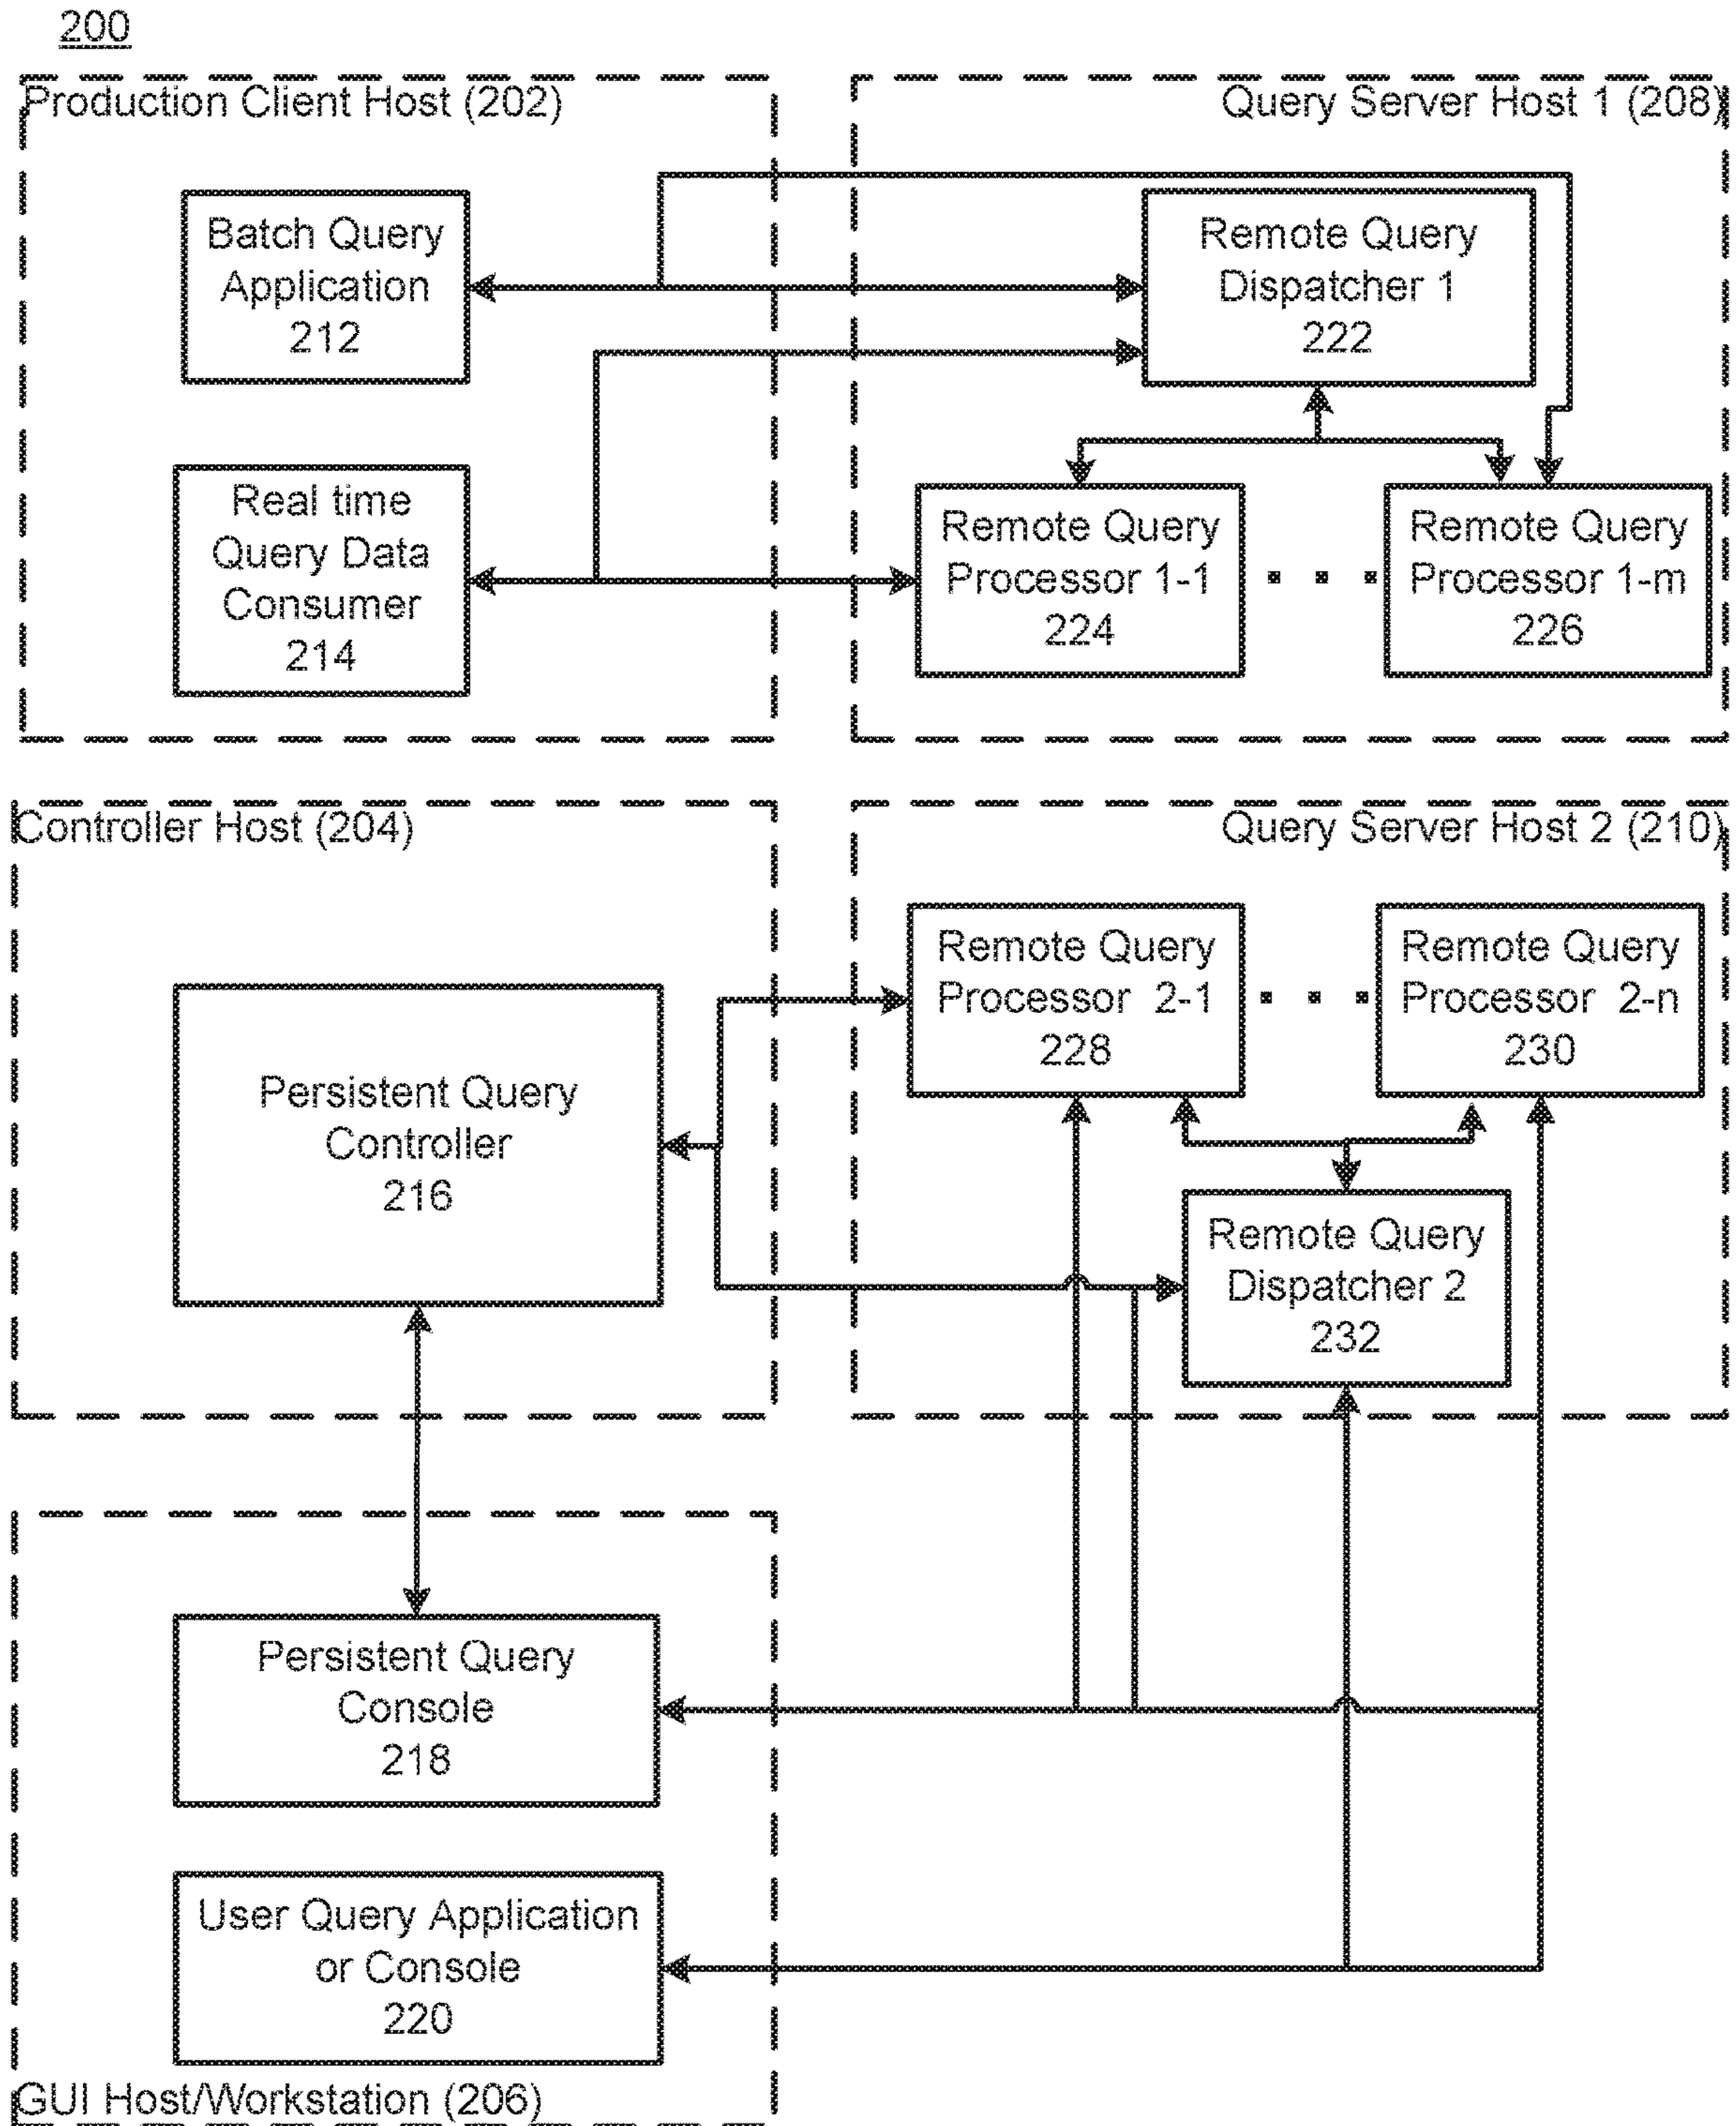 200
Production Client Host (202)
Query Server Host 1 (208)
Batch Query
Application
212
Remote Query
Dispatcher 1
222
Real time
Query Data
Consumer
214
Remote Query
Processor 1-1
224
. . .
Remote Query
Processor 1-m
226
Controller Host (204)
Query Server Host 2 (210)
Persistent Query
Controller
216
Remote Query
Processor 2-1
228
. . .
Remote Query
Processor 2-n
230
Remote Query
Dispatcher 2
232
Persistent Query
Console
218
User Query Application
or Console
220
GUI Host/Workstation (206)